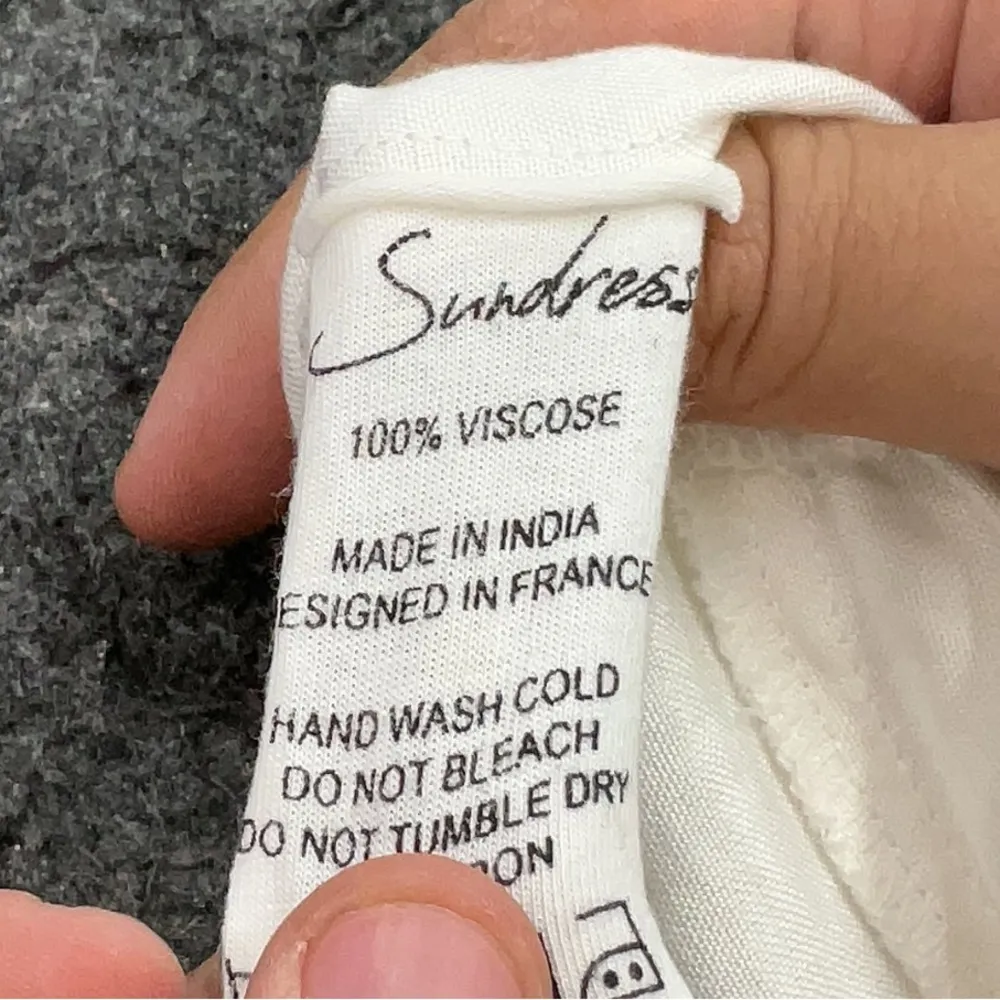 Sundress
100% VISCOSE
MADE IN INDIA
ESIGNED IN FRANCE
HAND WASH COLD
DO NOT BLEACH
DO NOT TUMBLE DRY